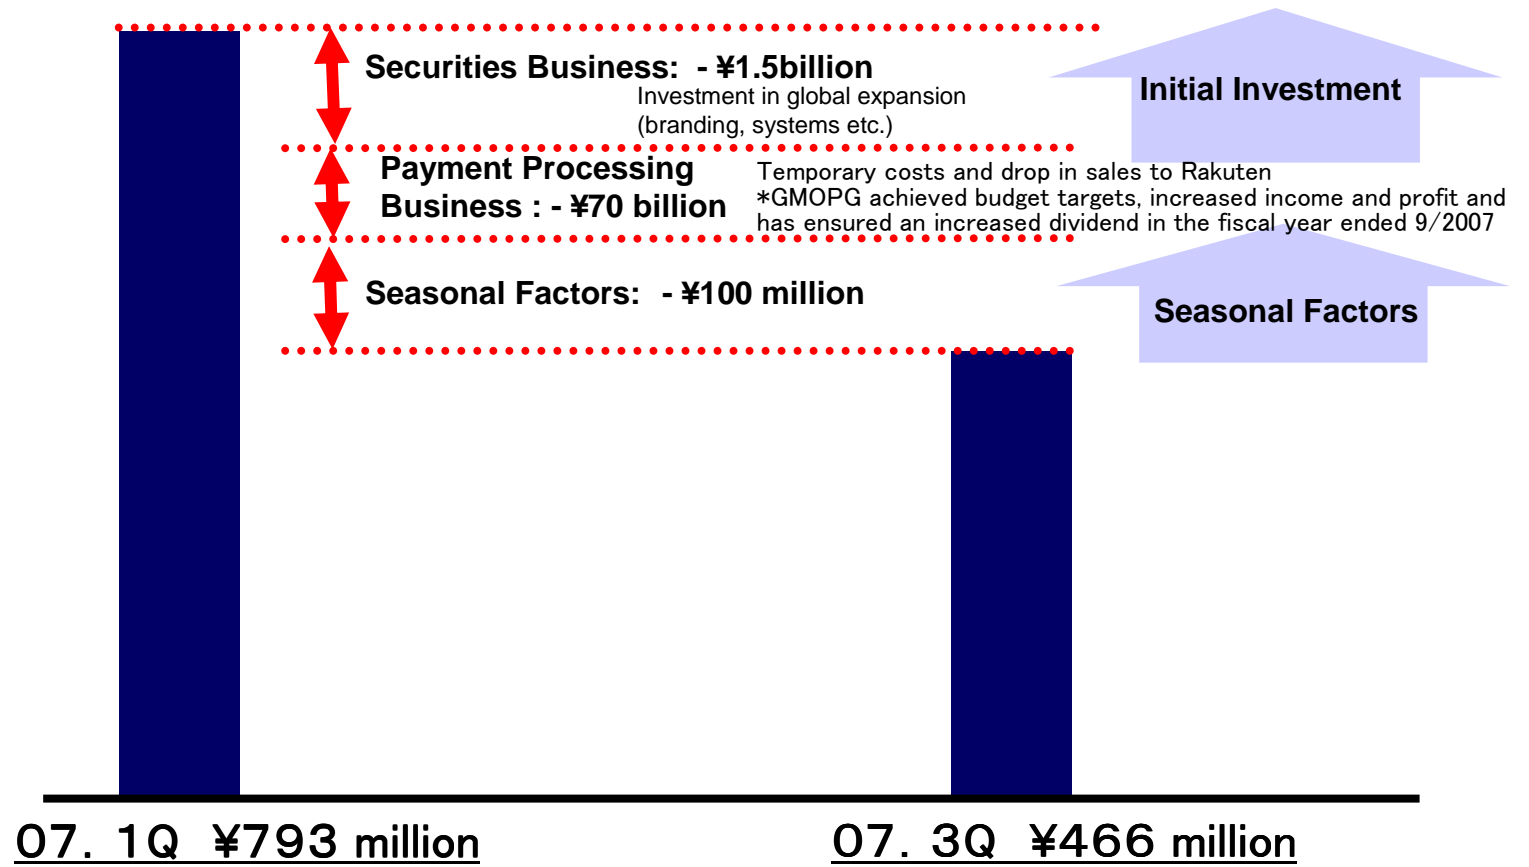 Securities Business: - ¥1.5billion
Investment in global expansion
(branding, systems etc.)
Initial Investment
Payment Processing
Business : - ¥70 billion
Temporary costs and drop in sales to Rakuten
*GMOPG achieved budget targets, increased income and profit and
has ensured an increased dividend in the fiscal year ended 9/2007
Seasonal Factors: - ¥100 million
Seasonal Factors
07. 1Q ¥793 million
07. 3Q ¥466 million